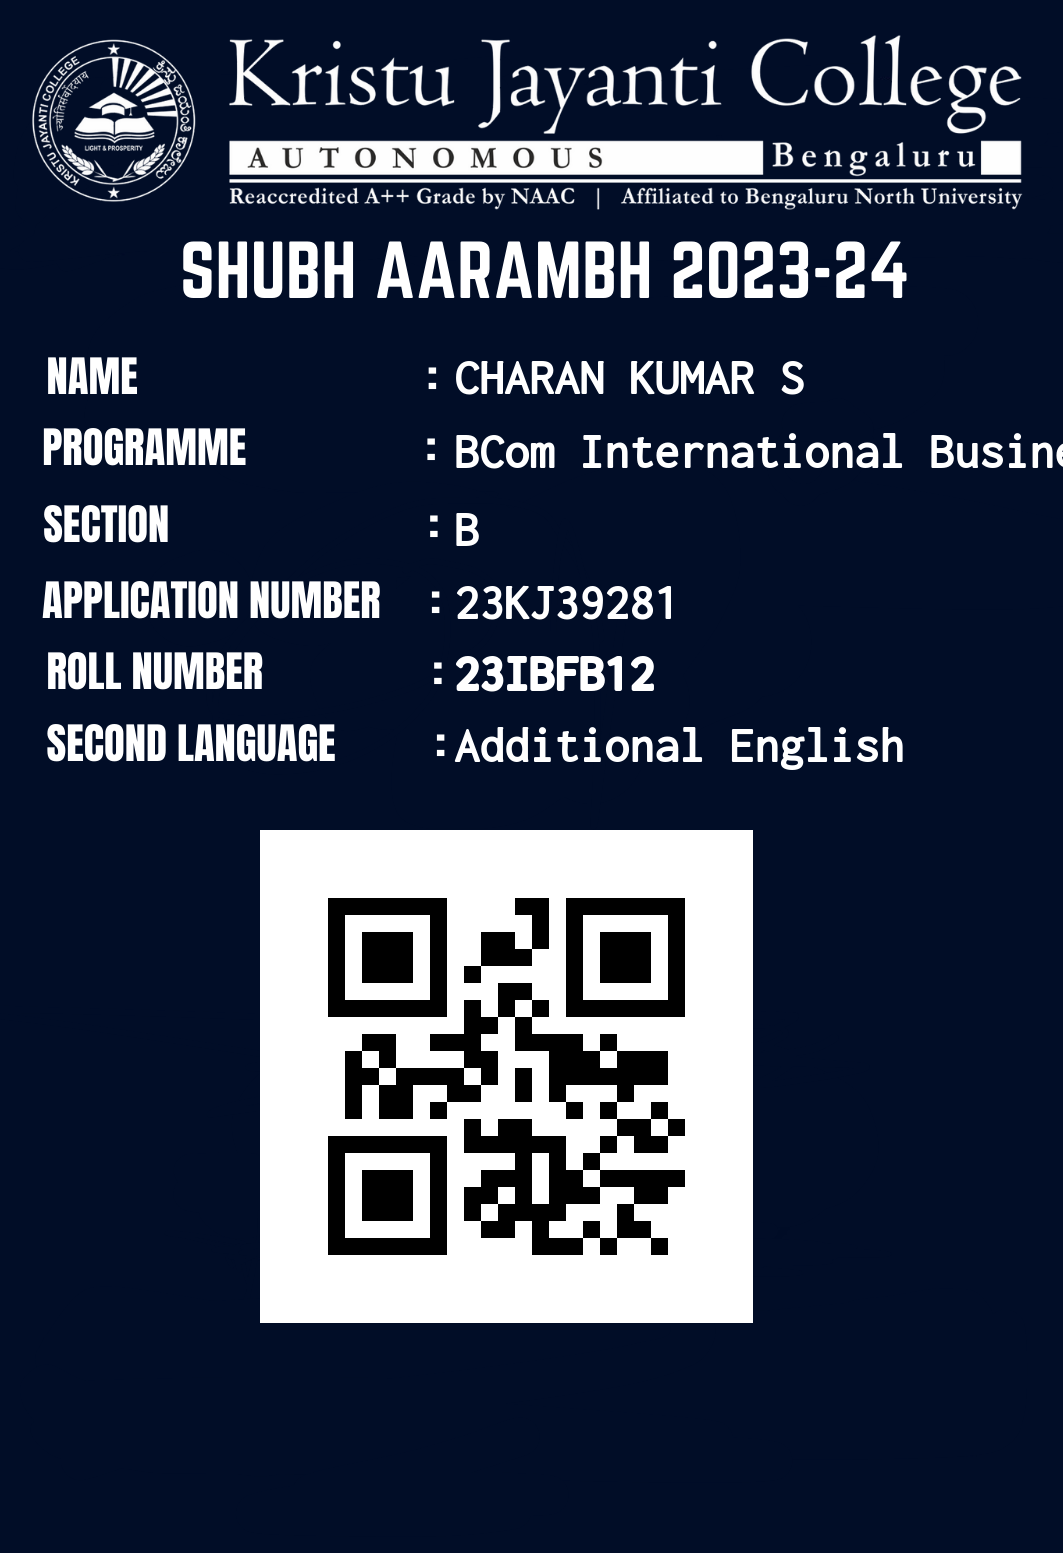 Kristu Jayanti College
AUTONOMOUS Bengaluru
Reaccredited A++ Grade by NAAC | Affiliated to Bengaluru North University
KRISTU JAYANTI COLLEGE
LIGHT & PROSPERITY
SHUBH AARAMBH 2023-24
NAME : CHARAN KUMAR S
PROGRAMME : BCom International Busine
SECTION : B
APPLICATION NUMBER : 23KJ39281
ROLL NUMBER : 23IBFB12
SECOND LANGUAGE : Additional English